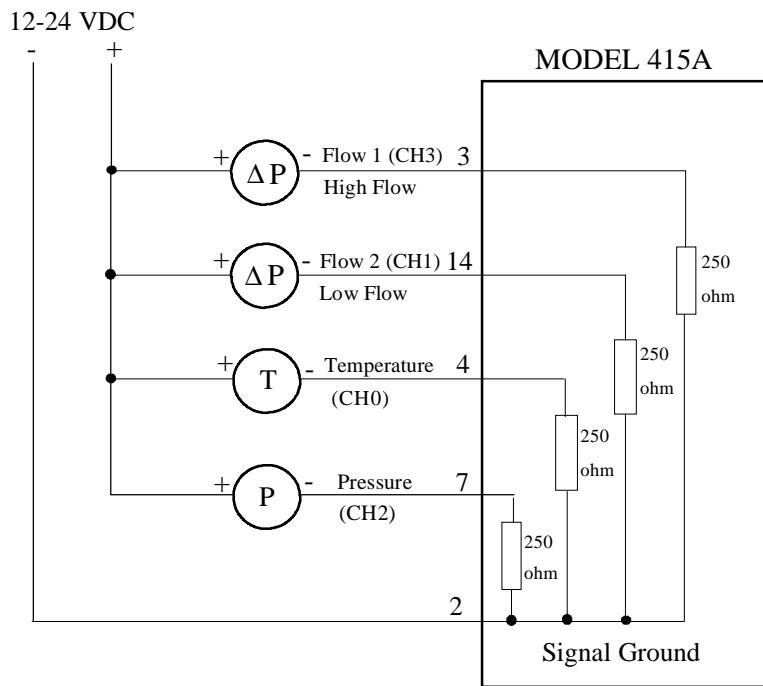 12-24 VDC
- +
MODEL 415A
+ - Flow 1 (CH3) 3
ΔP
High Flow
250
ohm
+ - Flow 2 (CH1) 14
ΔP
Low Flow
250
ohm
+ - Temperature 4
T
(CH0)
250
ohm
+ - Pressure 7
P
(CH2)
250
ohm
2
Signal Ground